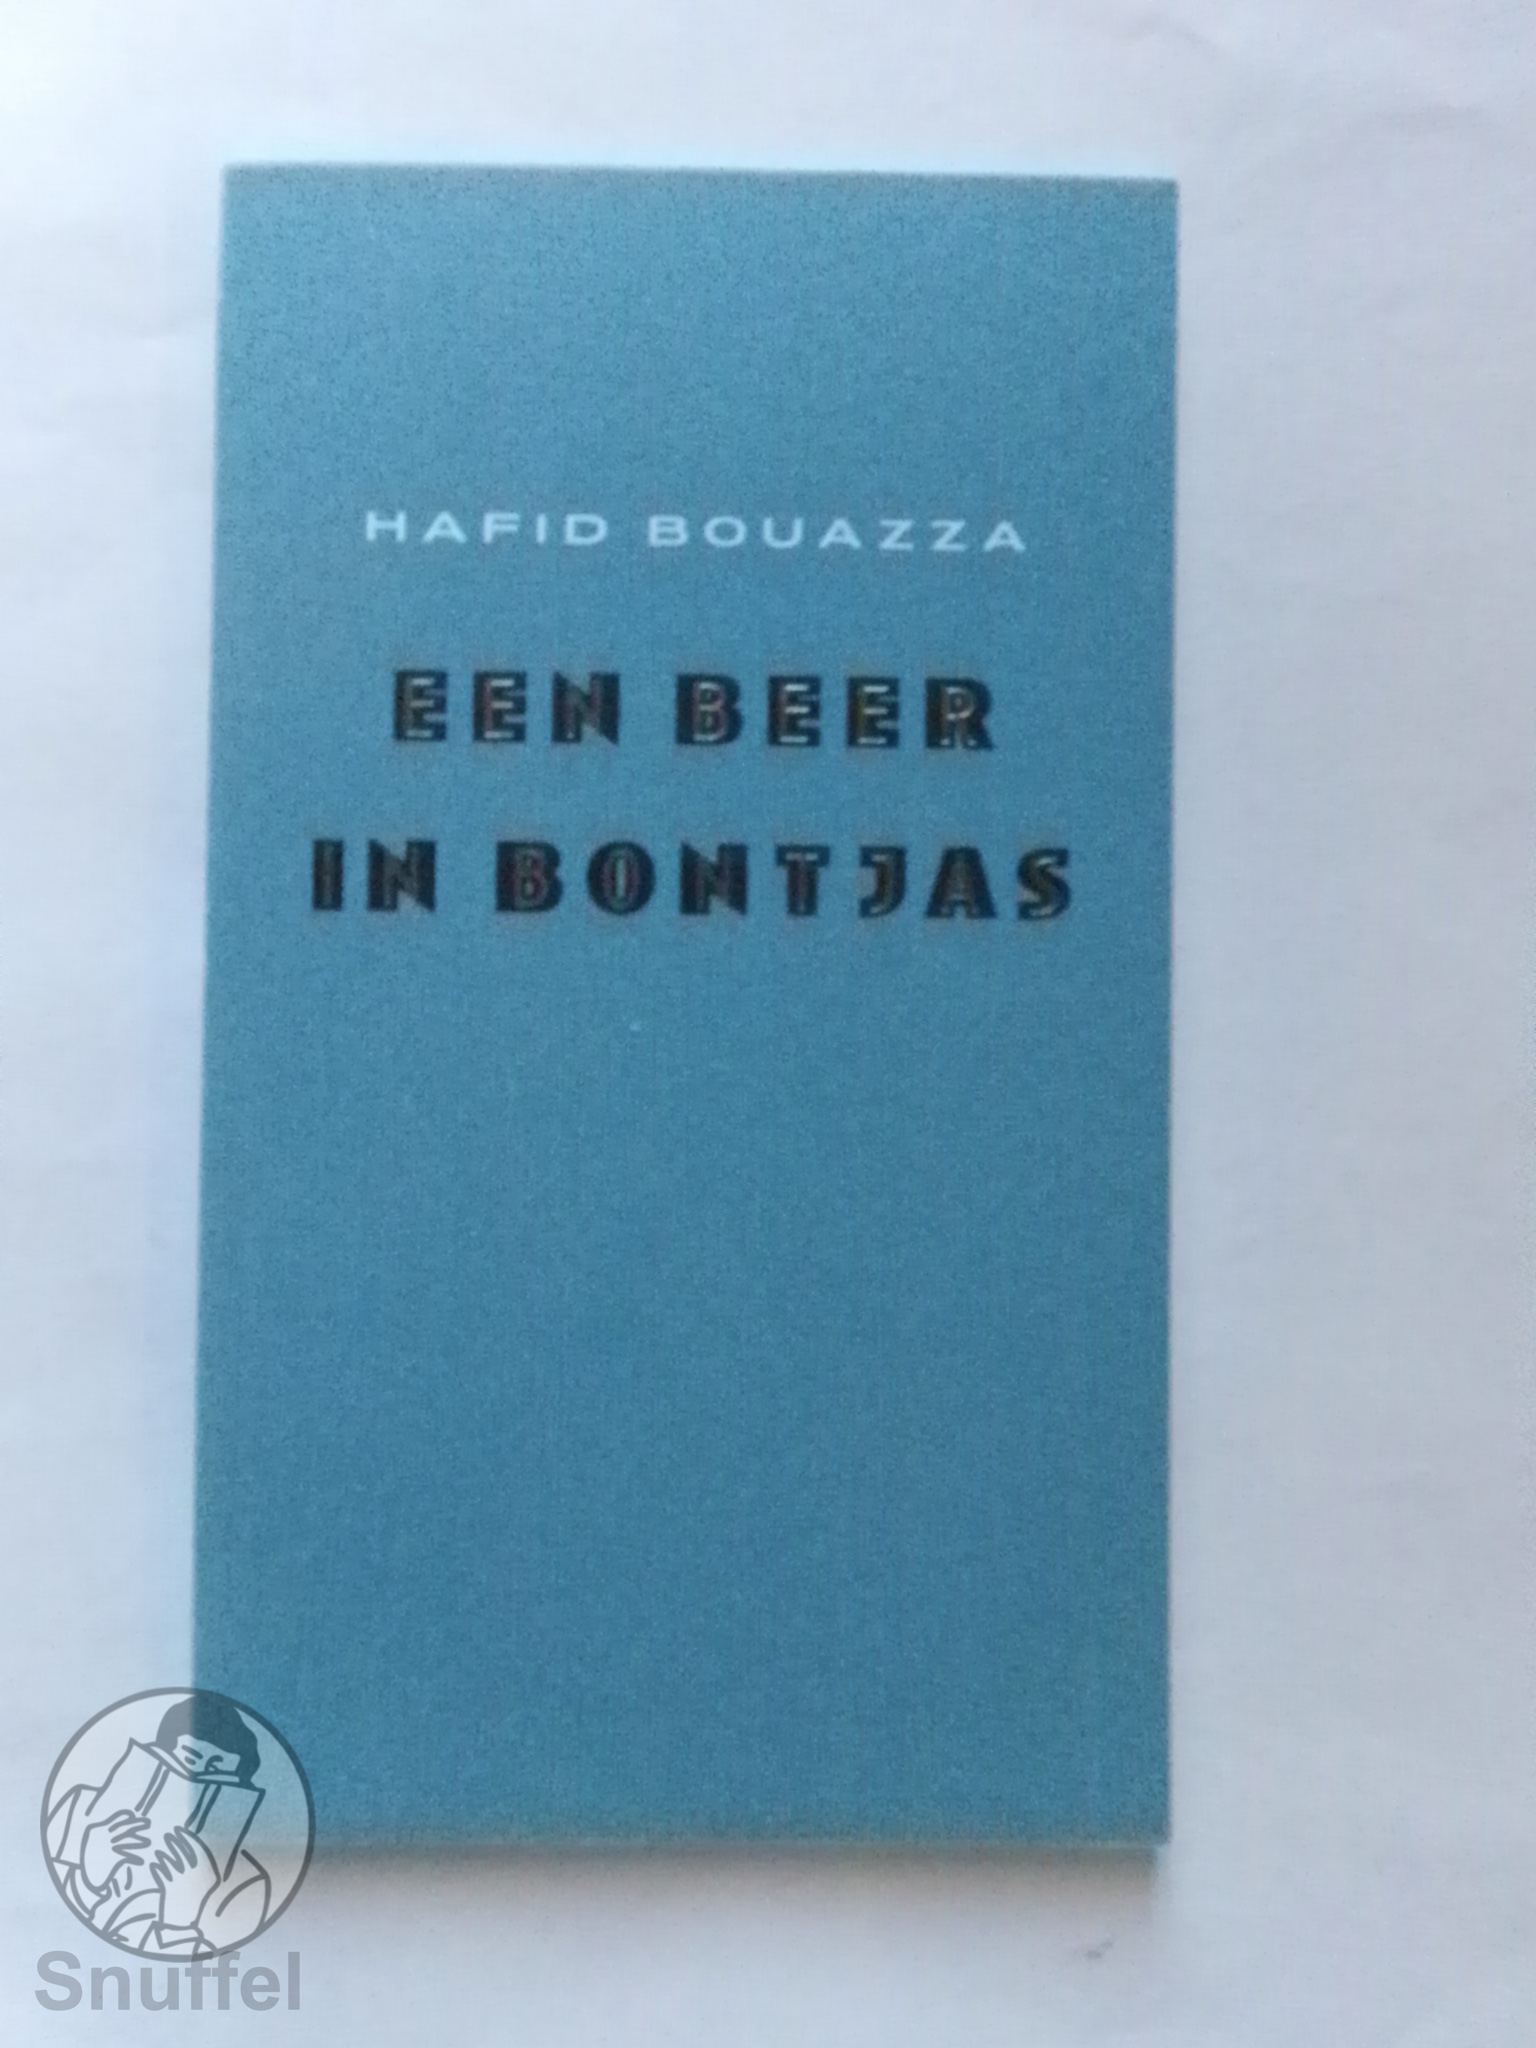 HAFID BOUAZZA
EEN BEER
IN BONTJAS
Snuffel